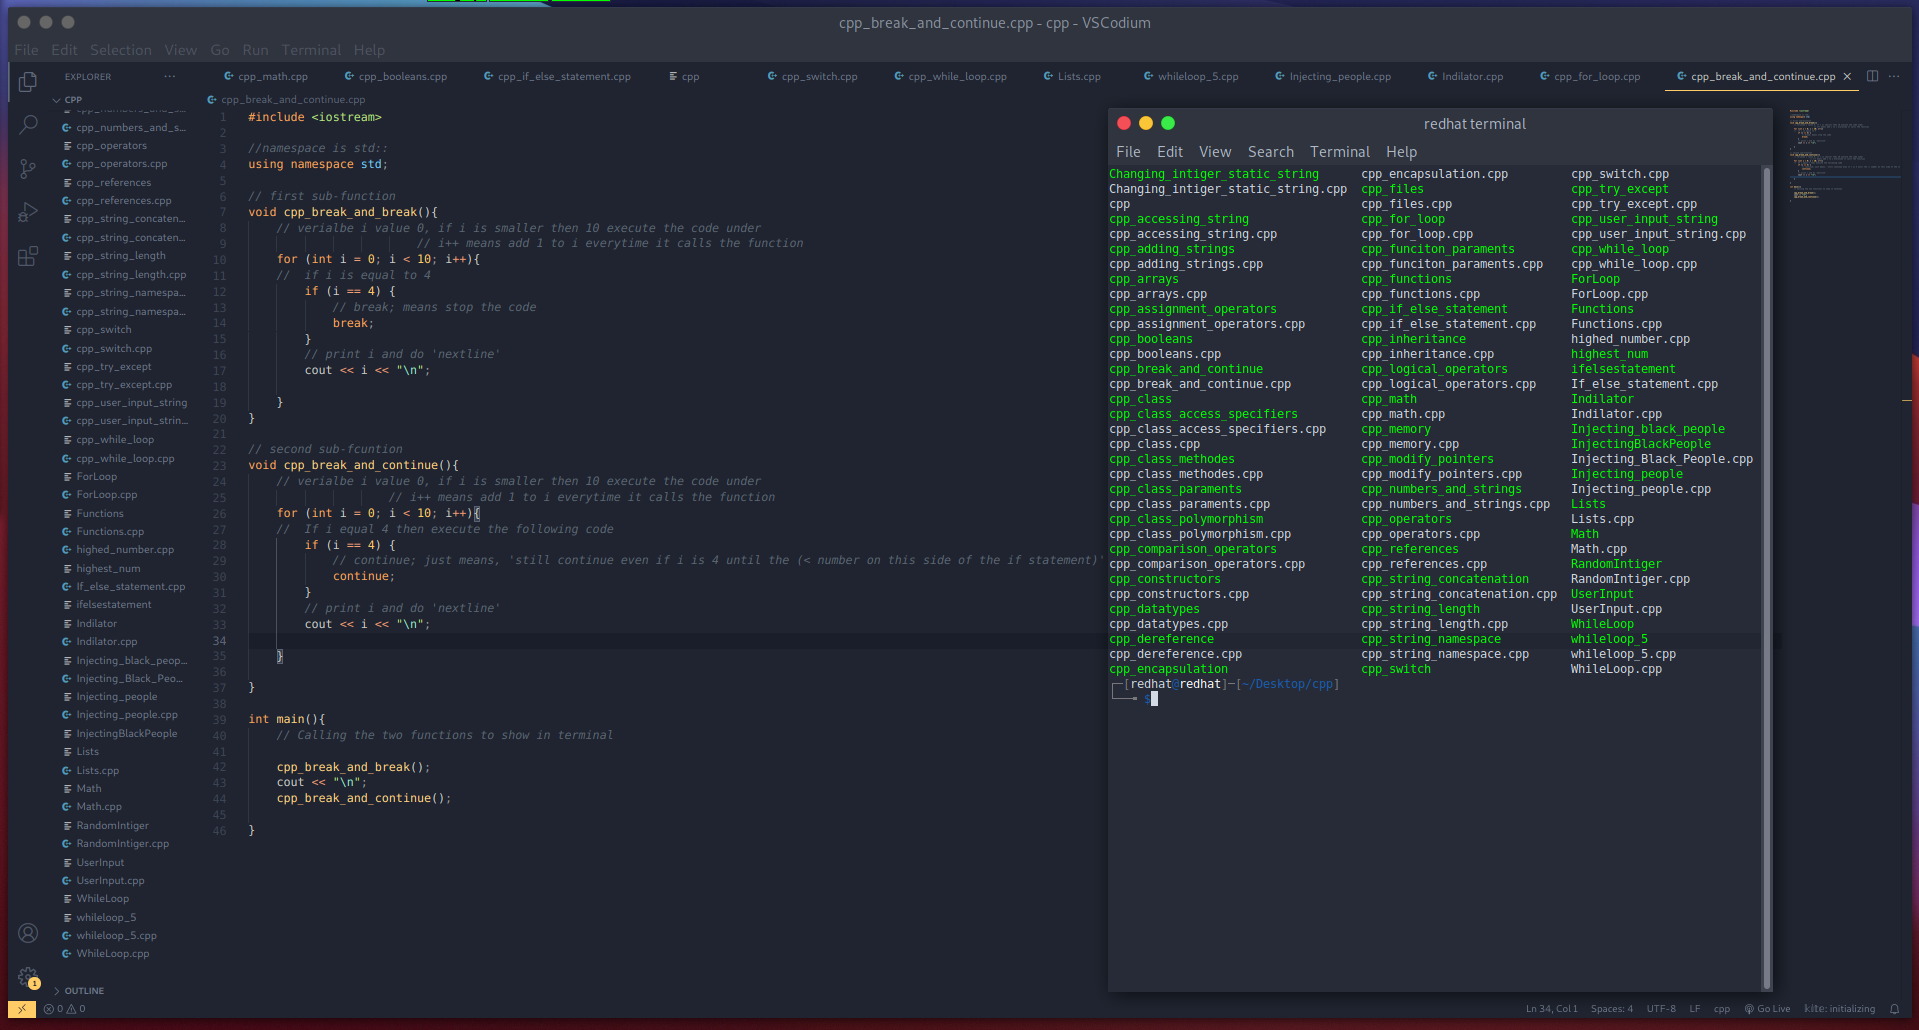 cpp_break_and_continue.cpp - cpp - VSCodium
File Edit Selection View Go Run Terminal Help
EXPLORER ···
cpp_math.cpp cpp_booleans.cpp cpp_if_else_statement.cpp cpp cpp_switch.cpp cpp_while_loop.cpp Lists.cpp whileloop_5.cpp Injecting_people.cpp Indilator.cpp cpp_for_loop.cpp cpp_break_and_continue.cpp
CPP
cpp_numbers_and_s...
cpp_operators
cpp_operators.cpp
cpp_references
cpp_references.cpp
cpp_string_concaten...
cpp_string_concaten...
cpp_string_length
cpp_string_length.cpp
cpp_string_namespa...
cpp_string_namespa...
cpp_switch
cpp_switch.cpp
cpp_try_except
cpp_try_except.cpp
cpp_user_input_string
cpp_user_input_strin...
cpp_while_loop
cpp_while_loop.cpp
ForLoop
ForLoop.cpp
Functions
Functions.cpp
highed_number.cpp
highest_num
If_else_statement.cpp
ifelsestatement
Indilator
Indilator.cpp
Injecting_black_peop...
Injecting_Black_Peo...
Injecting_people
Injecting_people.cpp
InjectingBlackPeople
Lists
Lists.cpp
Math
Math.cpp
RandomIntiger
RandomIntiger.cpp
UserInput
UserInput.cpp
WhileLoop
whileloop_5
whileloop_5.cpp
WhileLoop.cpp
OUTLINE
cpp_break_and_continue.cpp
1 #include <iostream>
2
3 //namespace is std::
4 using namespace std;
5
6 // first sub-function
7 void cpp_break_and_break(){
8 // verialbe i value 0, if i is smaller then 10 execute the code under
9 // i++ means add 1 to i everytime it calls the function
10 for (int i = 0; i < 10; i++){
11 // if i is equal to 4
12 if (i == 4) {
13 // break; means stop the code
14 break;
15 }
16 // print i and do 'nextline'
17 cout << i << "\n";
18
19 }
20 }
21
22 // second sub-fcuntion
23 void cpp_break_and_continue(){
24 // verialbe i value 0, if i is smaller then 10 execute the code under
25 // i++ means add 1 to i everytime it calls the function
26 for (int i = 0; i < 10; i++){
27 // If i equal 4 then execute the following code
28 if (i == 4) {
29 // continue; just means, 'still continue even if i is 4 until the (< number on this side of the if statement)'
30 continue;
31 }
32 // print i and do 'nextline'
33 cout << i << "\n";
34
35 }
36
37 }
38
39 int main(){
40 // Calling the two functions to show in terminal
41
42 cpp_break_and_break();
43 cout << "\n";
44 cpp_break_and_continue();
45
46 }
redhat terminal
File Edit View Search Terminal Help
Changing_intiger_static_string cpp_encapsulation.cpp cpp_switch.cpp
Changing_intiger_static_string.cpp cpp_files cpp_try_except
cpp cpp_files.cpp cpp_try_except.cpp
cpp_accessing_string cpp_for_loop cpp_user_input_string
cpp_accessing_string.cpp cpp_for_loop.cpp cpp_user_input_string.cpp
cpp_adding_strings cpp_funciton_paraments cpp_while_loop
cpp_adding_strings.cpp cpp_funciton_paraments.cpp cpp_while_loop.cpp
cpp_arrays cpp_functions ForLoop
cpp_arrays.cpp cpp_functions.cpp ForLoop.cpp
cpp_assignment_operators cpp_if_else_statement Functions
cpp_assignment_operators.cpp cpp_if_else_statement.cpp Functions.cpp
cpp_booleans cpp_inheritance highed_number.cpp
cpp_booleans.cpp cpp_inheritance.cpp highest_num
cpp_break_and_continue cpp_logical_operators ifelsestatement
cpp_break_and_continue.cpp cpp_logical_operators.cpp If_else_statement.cpp
cpp_class cpp_math Indilator
cpp_class_access_specifiers cpp_math.cpp Indilator.cpp
cpp_class_access_specifiers.cpp cpp_memory Injecting_black_people
cpp_class.cpp cpp_memory.cpp InjectingBlackPeople
cpp_class_methodes cpp_modify_pointers Injecting_Black_People.cpp
cpp_class_methodes.cpp cpp_modify_pointers.cpp Injecting_people
cpp_class_paraments cpp_numbers_and_strings Injecting_people.cpp
cpp_class_paraments.cpp cpp_numbers_and_strings.cpp Lists
cpp_class_polymorphism cpp_operators Lists.cpp
cpp_class_polymorphism.cpp cpp_operators.cpp Math
cpp_comparison_operators cpp_references Math.cpp
cpp_comparison_operators.cpp cpp_references.cpp RandomIntiger
cpp_constructors cpp_string_concatenation RandomIntiger.cpp
cpp_constructors.cpp cpp_string_concatenation.cpp UserInput
cpp_datatypes cpp_string_length UserInput.cpp
cpp_datatypes.cpp cpp_string_length.cpp WhileLoop
cpp_dereference cpp_string_namespace whileloop_5
cpp_dereference.cpp cpp_string_namespace.cpp whileloop_5.cpp
cpp_encapsulation cpp_switch WhileLoop.cpp
┌─[redhat@redhat]─[~/Desktop/cpp]
└──╼ $
1
0 0 Ln 34, Col 1 Spaces: 4 UTF-8 LF cpp Go Live kite: initializing